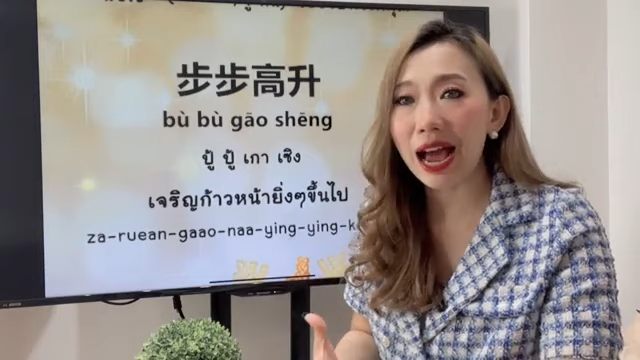 步步高升
bù bù gāo shēng
ปู้ ปู้ เกา เซิง
เจริญก้าวหน้ายิ่งๆขึ้นไป
za-ruean-gaao-naa-ying-ying-k